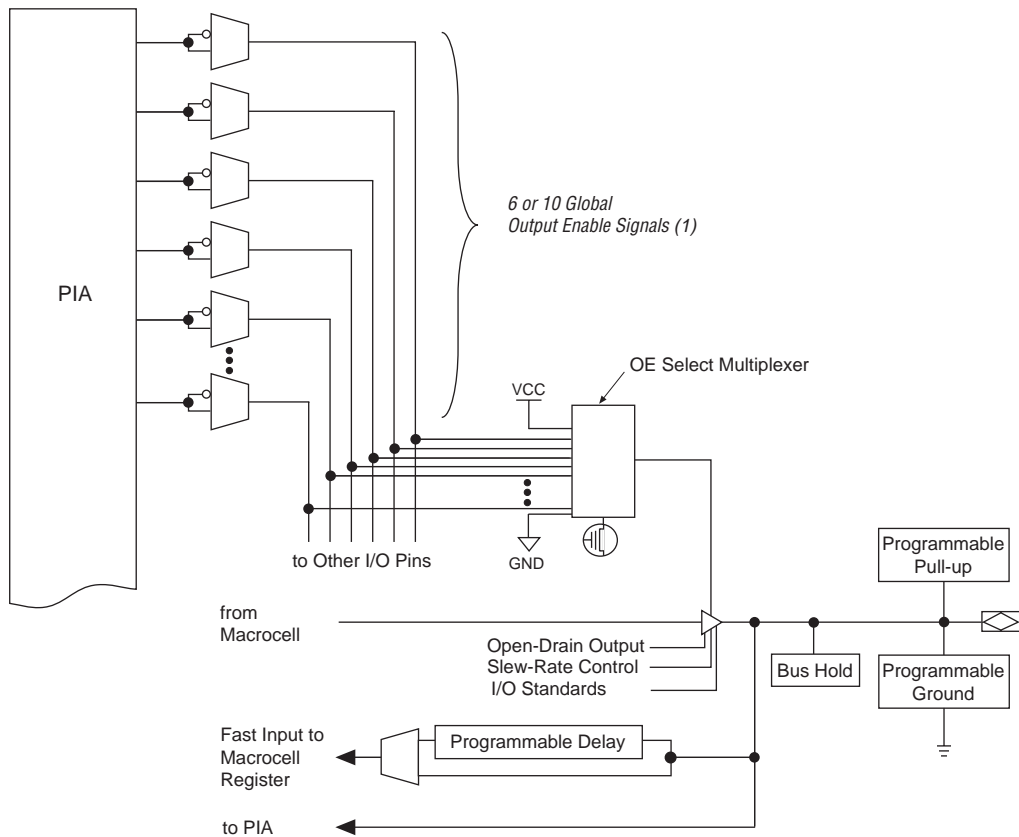 PIA
6 or 10 Global
Output Enable Signals (1)
OE Select Multiplexer
VCC
GND
to Other I/O Pins
Programmable
Pull-up
from
Macrocell
Open-Drain Output
Slew-Rate Control
I/O Standards
Bus Hold
Programmable
Ground
Fast Input to
Macrocell
Register
Programmable Delay
to PIA